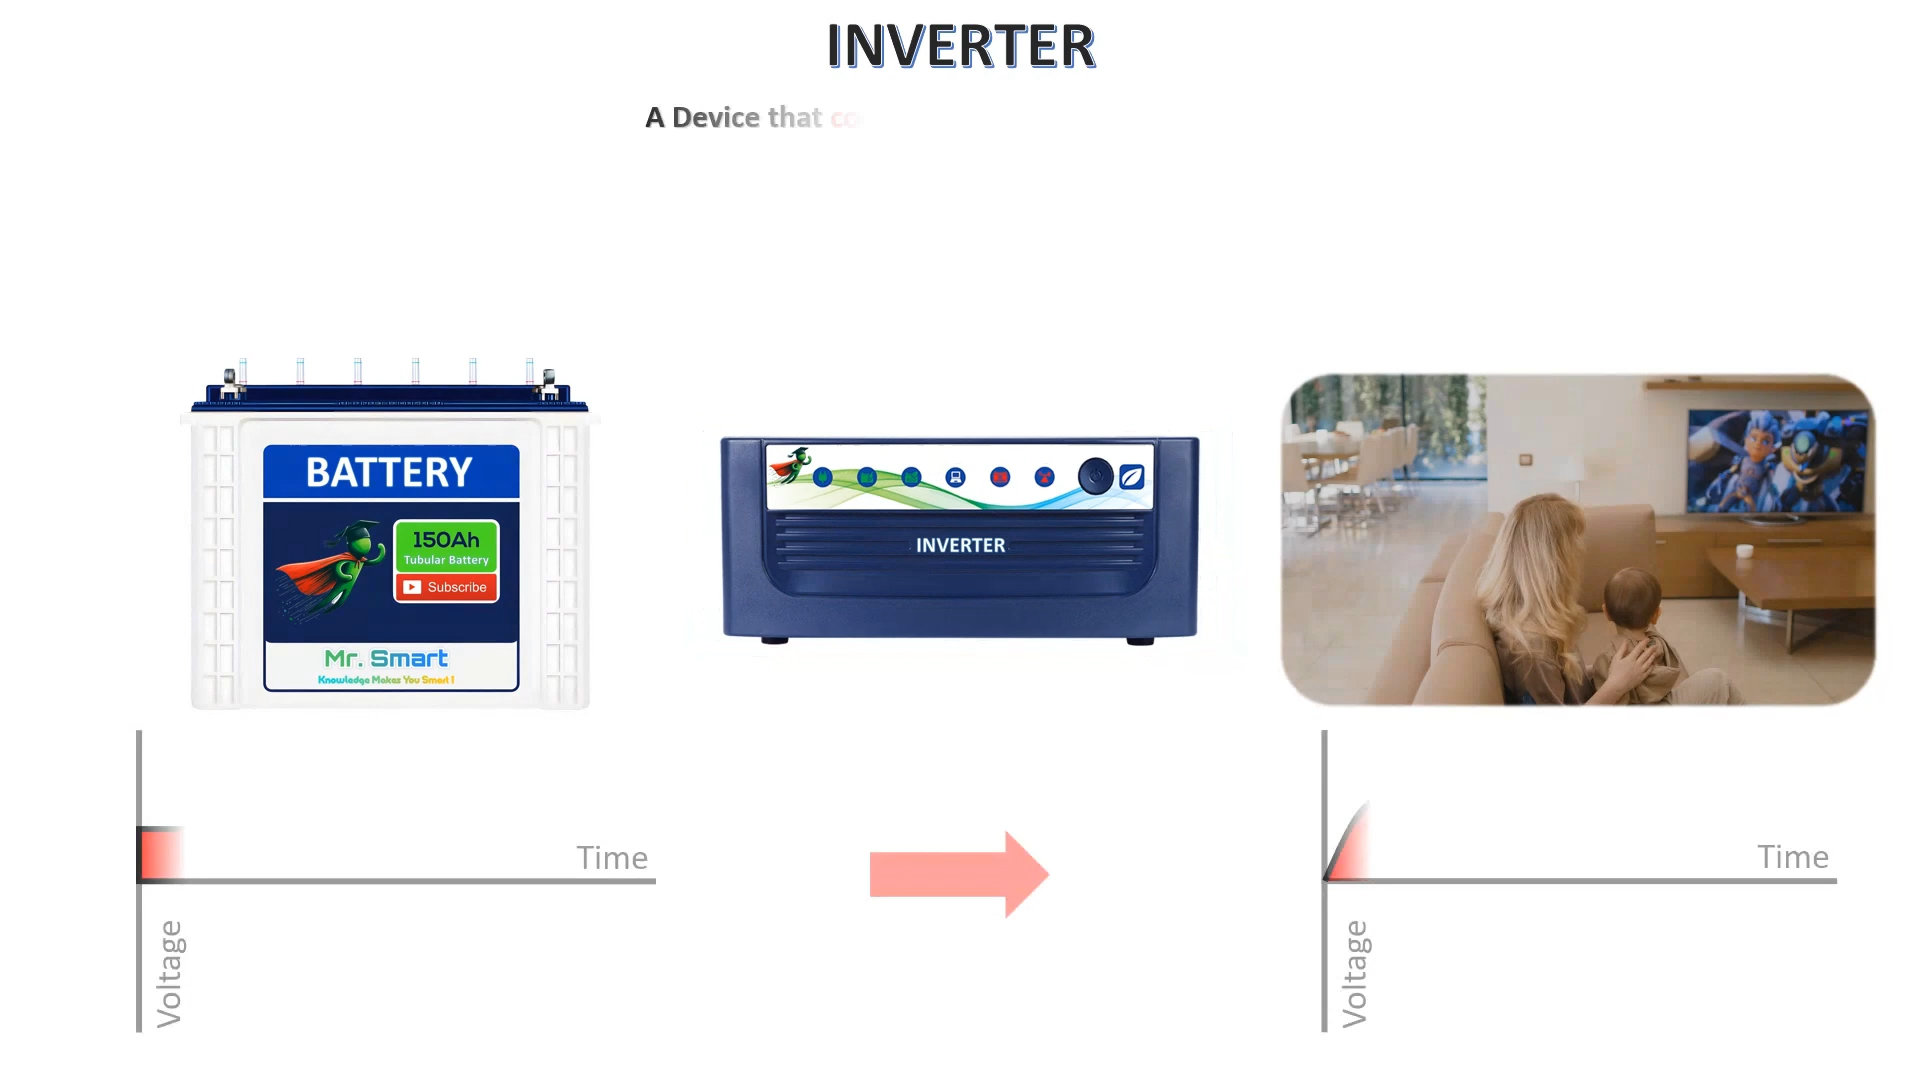 INVERTER
A Device that co
BATTERY
150Ah
Tubular Battery
Subscribe
Mr. Smart
Knowledge Makes You Smart !
INVERTER
Time
Voltage
Time
Voltage